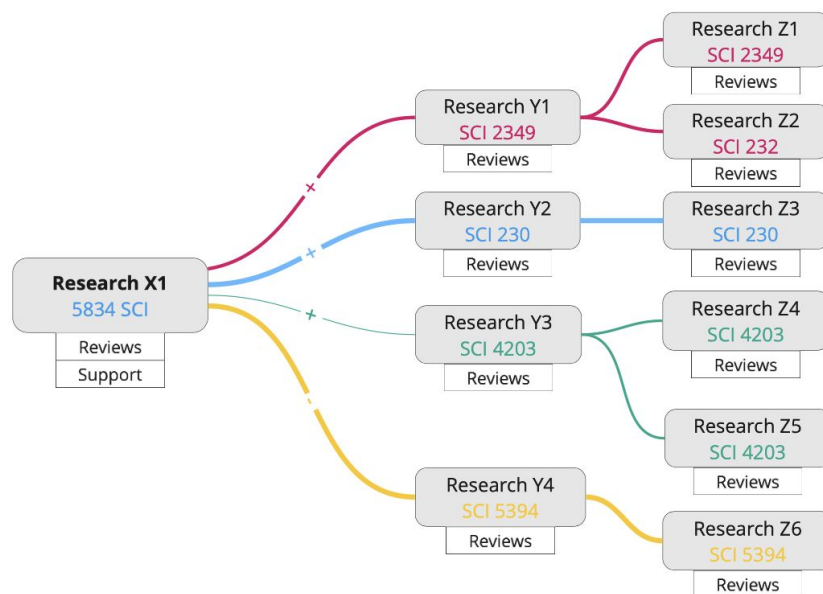 Research X1
5834 SCI
Reviews
Support
+
+
+
-
Research Y1
SCI 2349
Reviews
Research Y2
SCI 230
Reviews
Research Y3
SCI 4203
Reviews
Research Y4
SCI 5394
Reviews
Research Z1
SCI 2349
Reviews
Research Z2
SCI 232
Reviews
Research Z3
SCI 230
Reviews
Research Z4
SCI 4203
Reviews
Research Z5
SCI 4203
Reviews
Research Z6
SCI 5394
Reviews